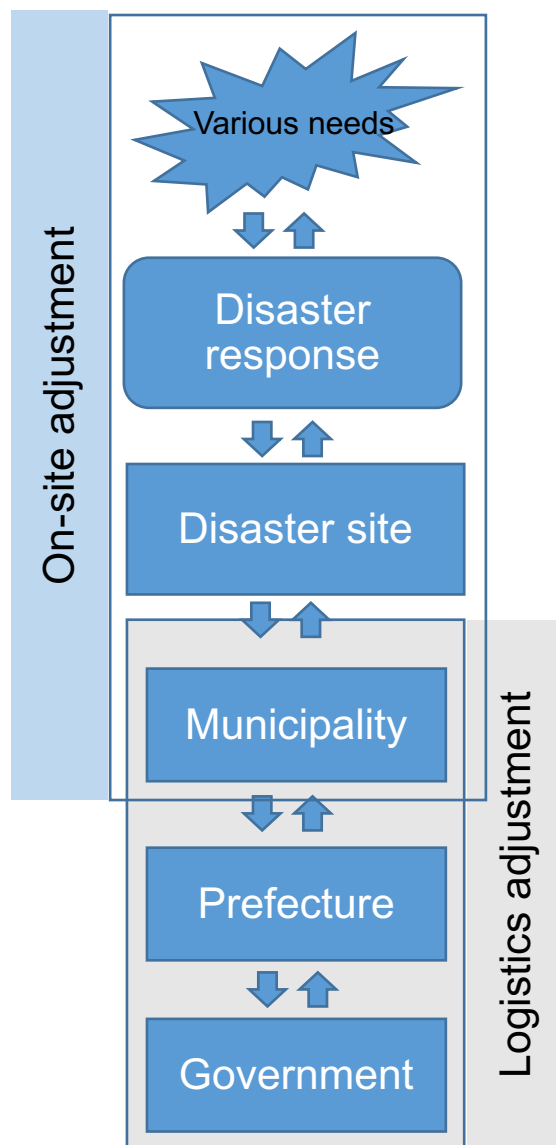 Various needs
Disaster
response
Disaster site
Municipality
Prefecture
Government
On-site adjustment
Logistics adjustment